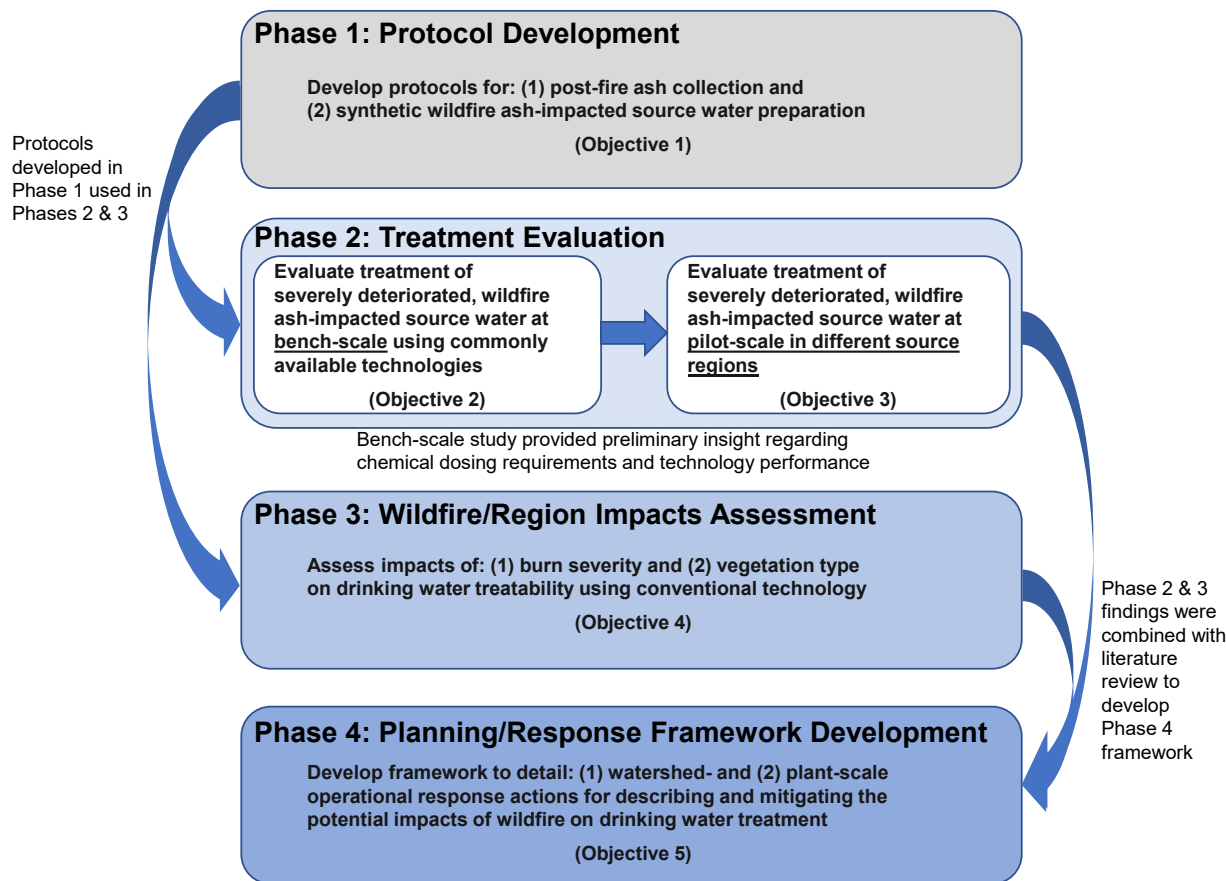 Phase 1: Protocol Development
Develop protocols for: (1) post-fire ash collection and
(2) synthetic wildfire ash-impacted source water preparation
(Objective 1)
Protocols
developed in
Phase 1 used in
Phases 2 & 3
Phase 2: Treatment Evaluation
Evaluate treatment of
severely deteriorated, wildfire
ash-impacted source water at
bench-scale using commonly
available technologies
(Objective 2)
Evaluate treatment of
severely deteriorated, wildfire
ash-impacted source water at
pilot-scale in different source
regions
(Objective 3)
Bench-scale study provided preliminary insight regarding
chemical dosing requirements and technology performance
Phase 3: Wildfire/Region Impacts Assessment
Assess impacts of: (1) burn severity and (2) vegetation type
on drinking water treatability using conventional technology
(Objective 4)
Phase 2 & 3
findings were
combined with
literature
review to
develop
Phase 4
framework
Phase 4: Planning/Response Framework Development
Develop framework to detail: (1) watershed- and (2) plant-scale
operational response actions for describing and mitigating the
potential impacts of wildfire on drinking water treatment
(Objective 5)